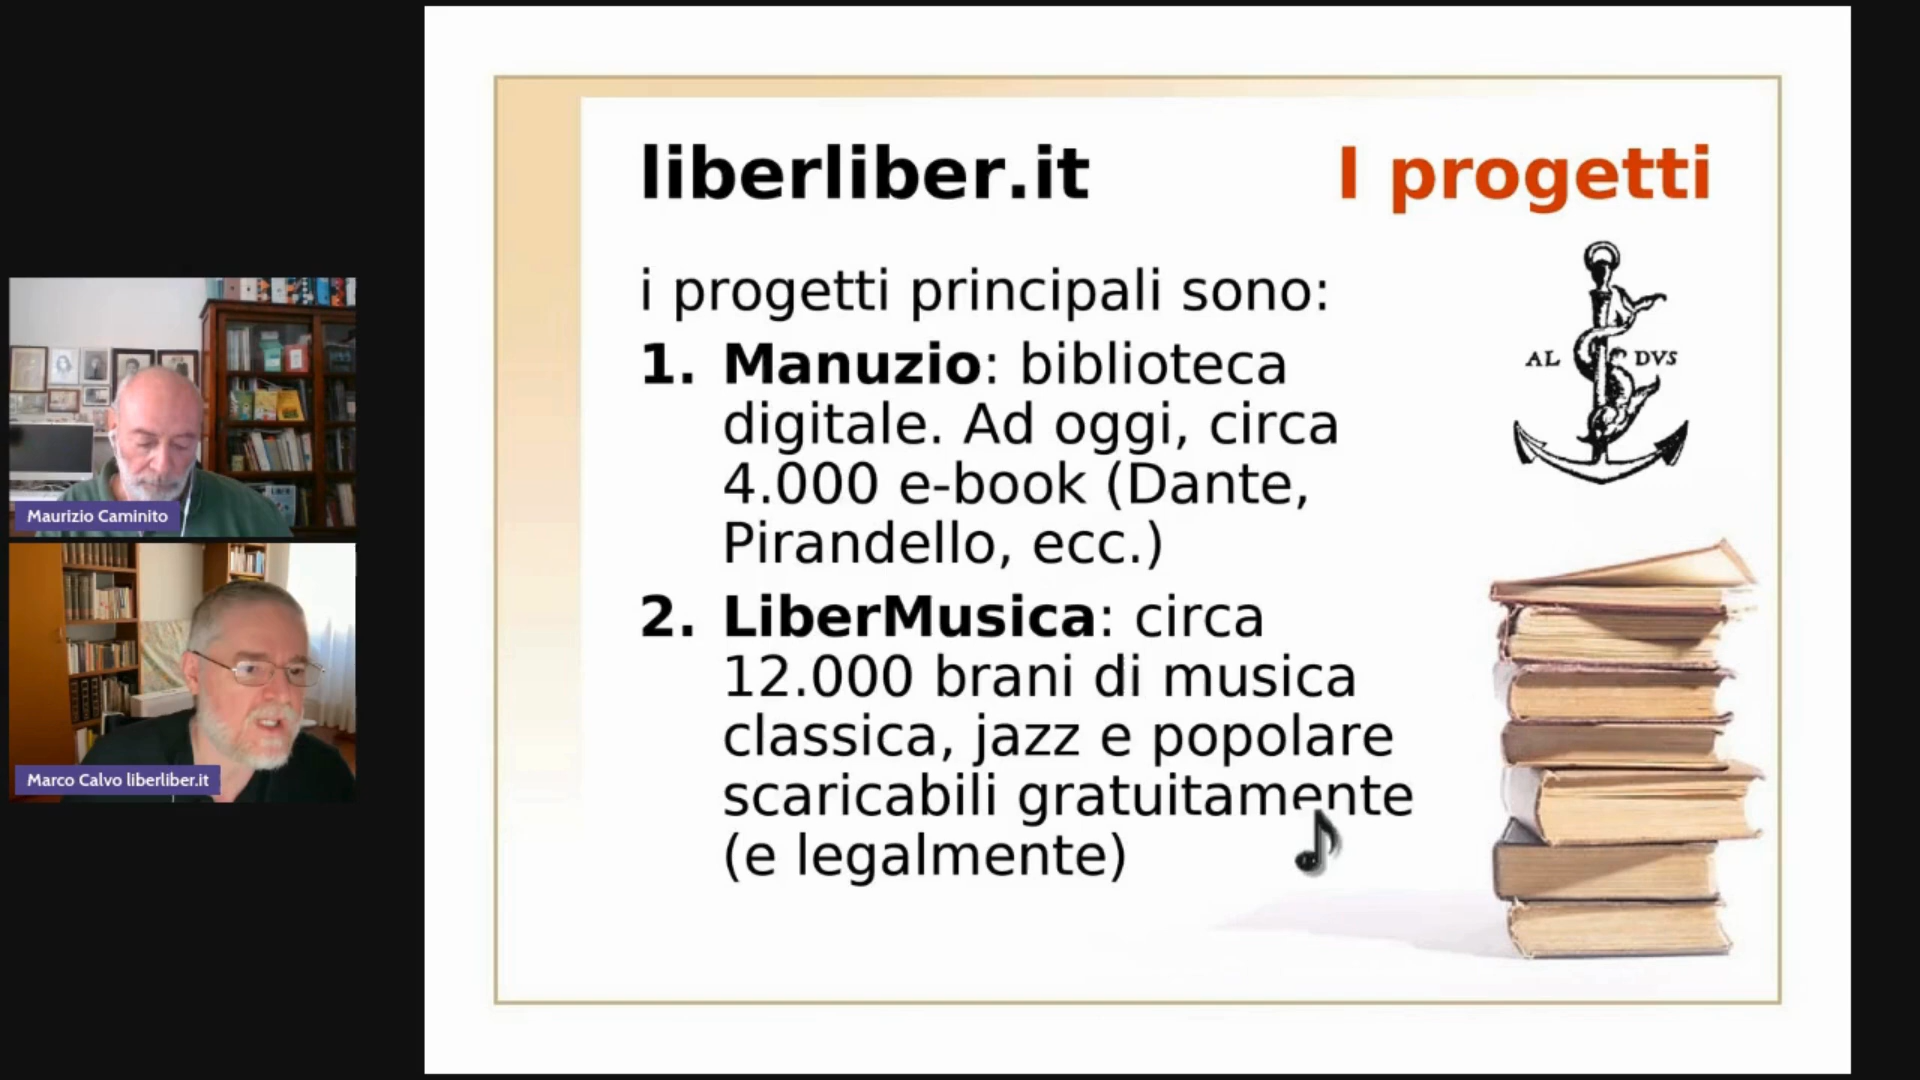 liberliber.it
I progetti
i progetti principali sono:
1. Manuzio: biblioteca
digitale. Ad oggi, circa
4.000 e-book (Dante,
Pirandello, ecc.)
2. LiberMusica: circa
12.000 brani di musica
classica, jazz e popolare
scaricabili gratuitamente
(e legalmente)
AL DVS
Maurizio Caminito
Marco Calvo liberliber.it